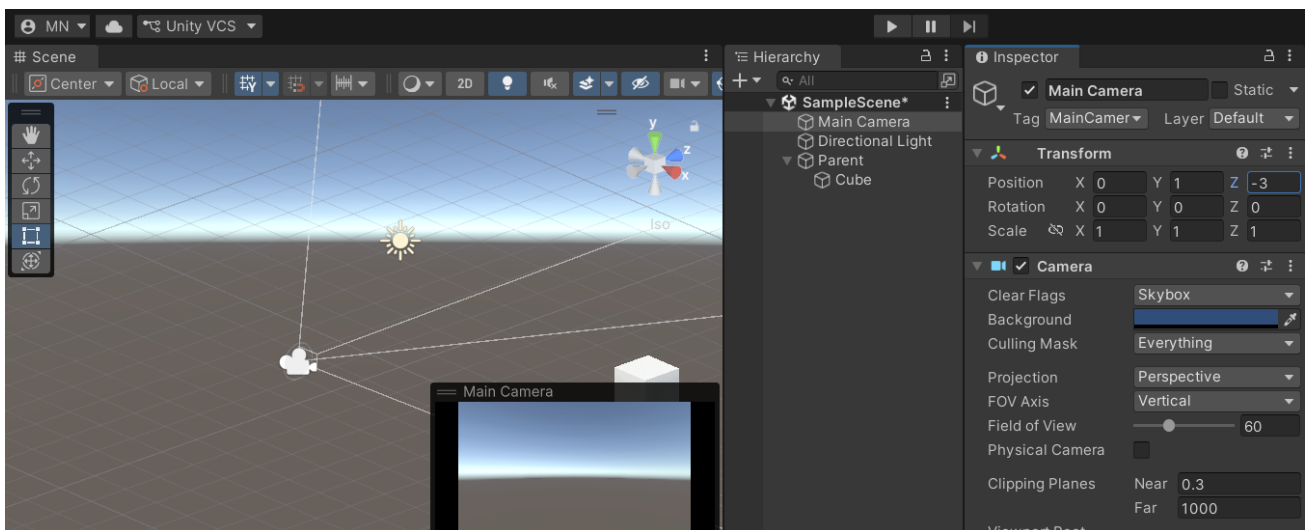 MN
Unity VCS
# Scene
Center
Local
2D
y
z
x
Iso
Main Camera
Hierarchy
All
SampleScene*
Main Camera
Directional Light
Parent
Cube
Inspector
Main Camera
Static
Tag MainCamer Layer Default
Transform
Position X 0 Y 1 Z -3
Rotation X 0 Y 0 Z 0
Scale X 1 Y 1 Z 1
Camera
Clear Flags Skybox
Background
Culling Mask Everything
Projection Perspective
FOV Axis Vertical
Field of View 60
Physical Camera
Clipping Planes Near 0.3
Far 1000